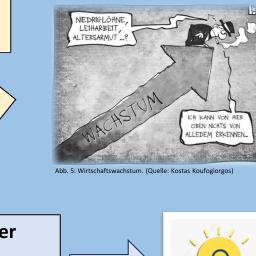 NIEDRIGLÖHNE,
LEIHARBEIT,
ALTERSARMUT ...?
WACHSTUM
ICH KANN VON HIER
OBEN NICHTS VON
ALLEDEM ERKENNEN...
Abb. 5: Wirtschaftswachstum. (Quelle: Kostas Koufogiorgos)
er